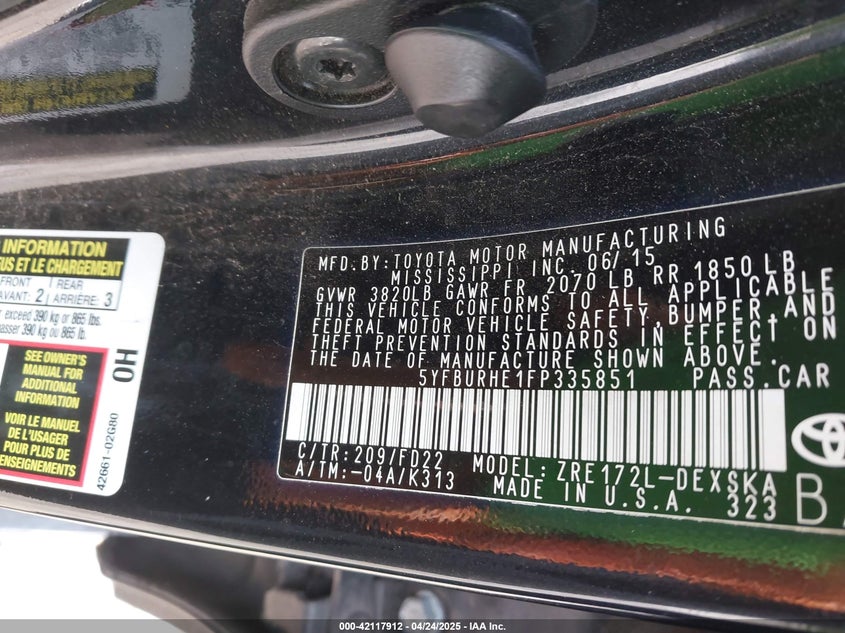 INFORMATION
US ET LE CHARGEMENT
FRONT
AVANT: 2
REAR
ARRIÈRE: 3
exceed 390 kg or 865 lbs.
passer 390 kg ou 865 lb.
SEE OWNER'S
MANUAL FOR
ADDITIONAL
INFORMATION
VOIR LE MANUEL
DE L'USAGER
POUR PLUS DE
RENSEIGNEMENTS
OH
42661-02G80
MFD.BY:TOYOTA MOTOR MANUFACTURING
MISSISSIPPI INC. 06/15
GVWR 3820LB GAWR FR 2070 LB RR 1850 LB
THIS VEHICLE CONFORMS TO ALL APPLICABLE
FEDERAL MOTOR VEHICLE SAFETY,BUMPER,AND
THEFT PREVENTION STANDARDS IN EFFECT ON
THE DATE OF MANUFACTURE SHOWN ABOVE.
5YFBURHE1FP335851 PASS.CAR
C/TR:209/FD22
A/TM:-04A/K313
MODEL:ZRE172L-DEXSKA
MADE IN U.S.A. 323
B
000-42117912 - 04/24/2025 - IAA Inc.